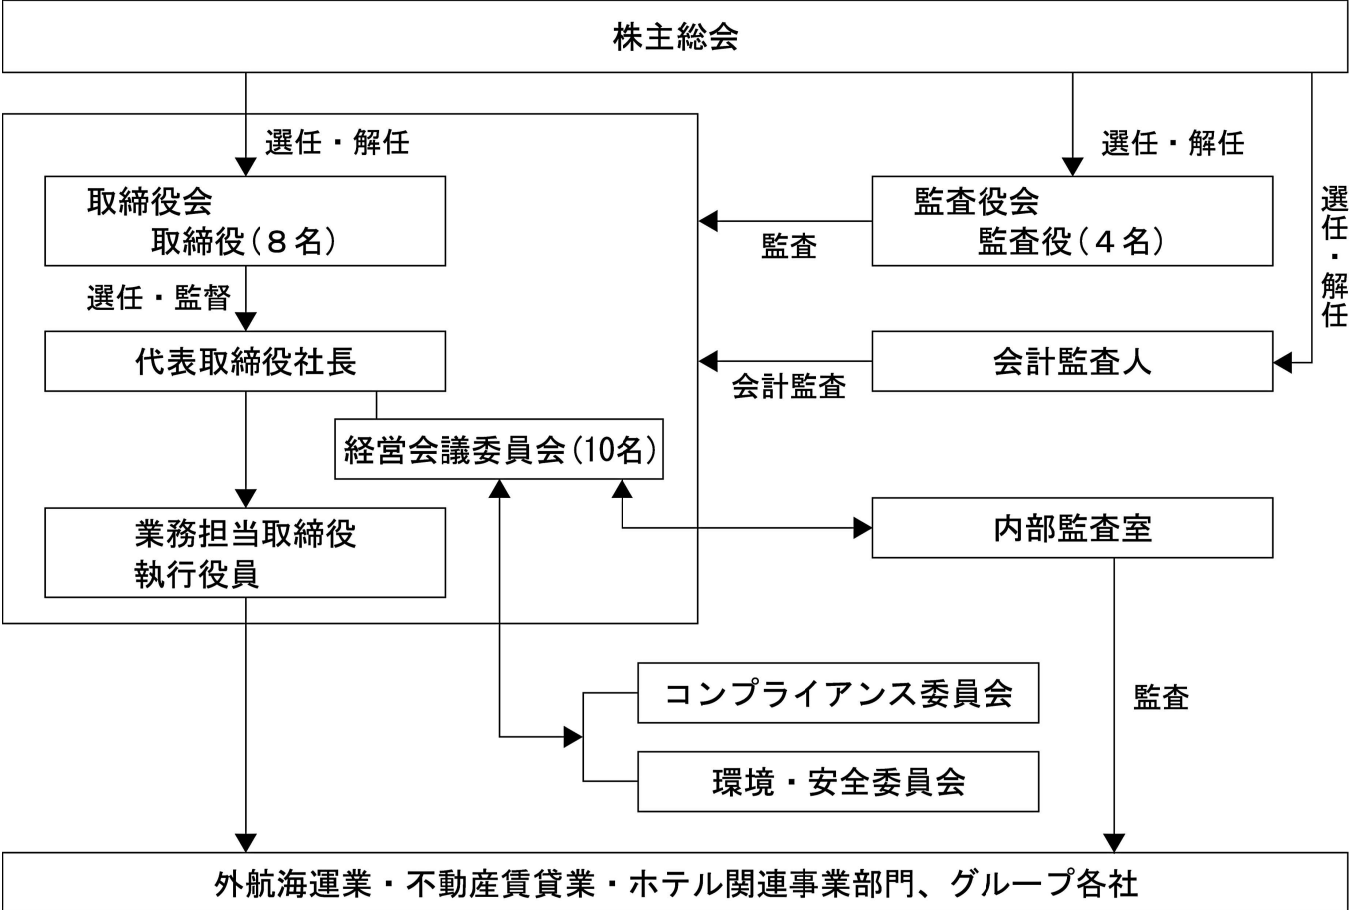 株主総会
選任・解任
選任・解任
選任・解任
取締役会
取締役(8名)
監査役会
監査役(4名)
監査
選任・監督
代表取締役社長
会計監査人
会計監査
経営会議委員会(10名)
業務担当取締役
執行役員
内部監査室
コンプライアンス委員会
監査
環境・安全委員会
外航海運業・不動産賃貸業・ホテル関連事業部門、グループ各社